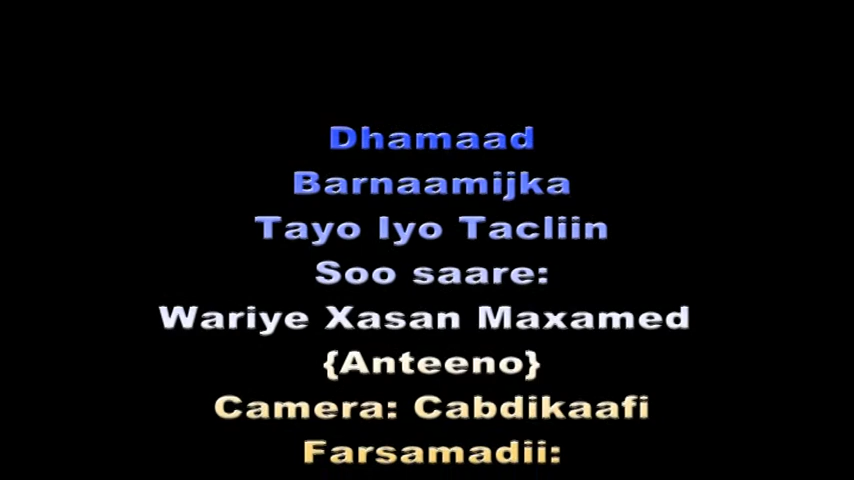 Dhamaad
Barnaamijka
Tayo Iyo Tacliin
Soo saare:
Wariye Xasan Maxamed
{Anteeno}
Camera: Cabdikaafi
Farsamadii: